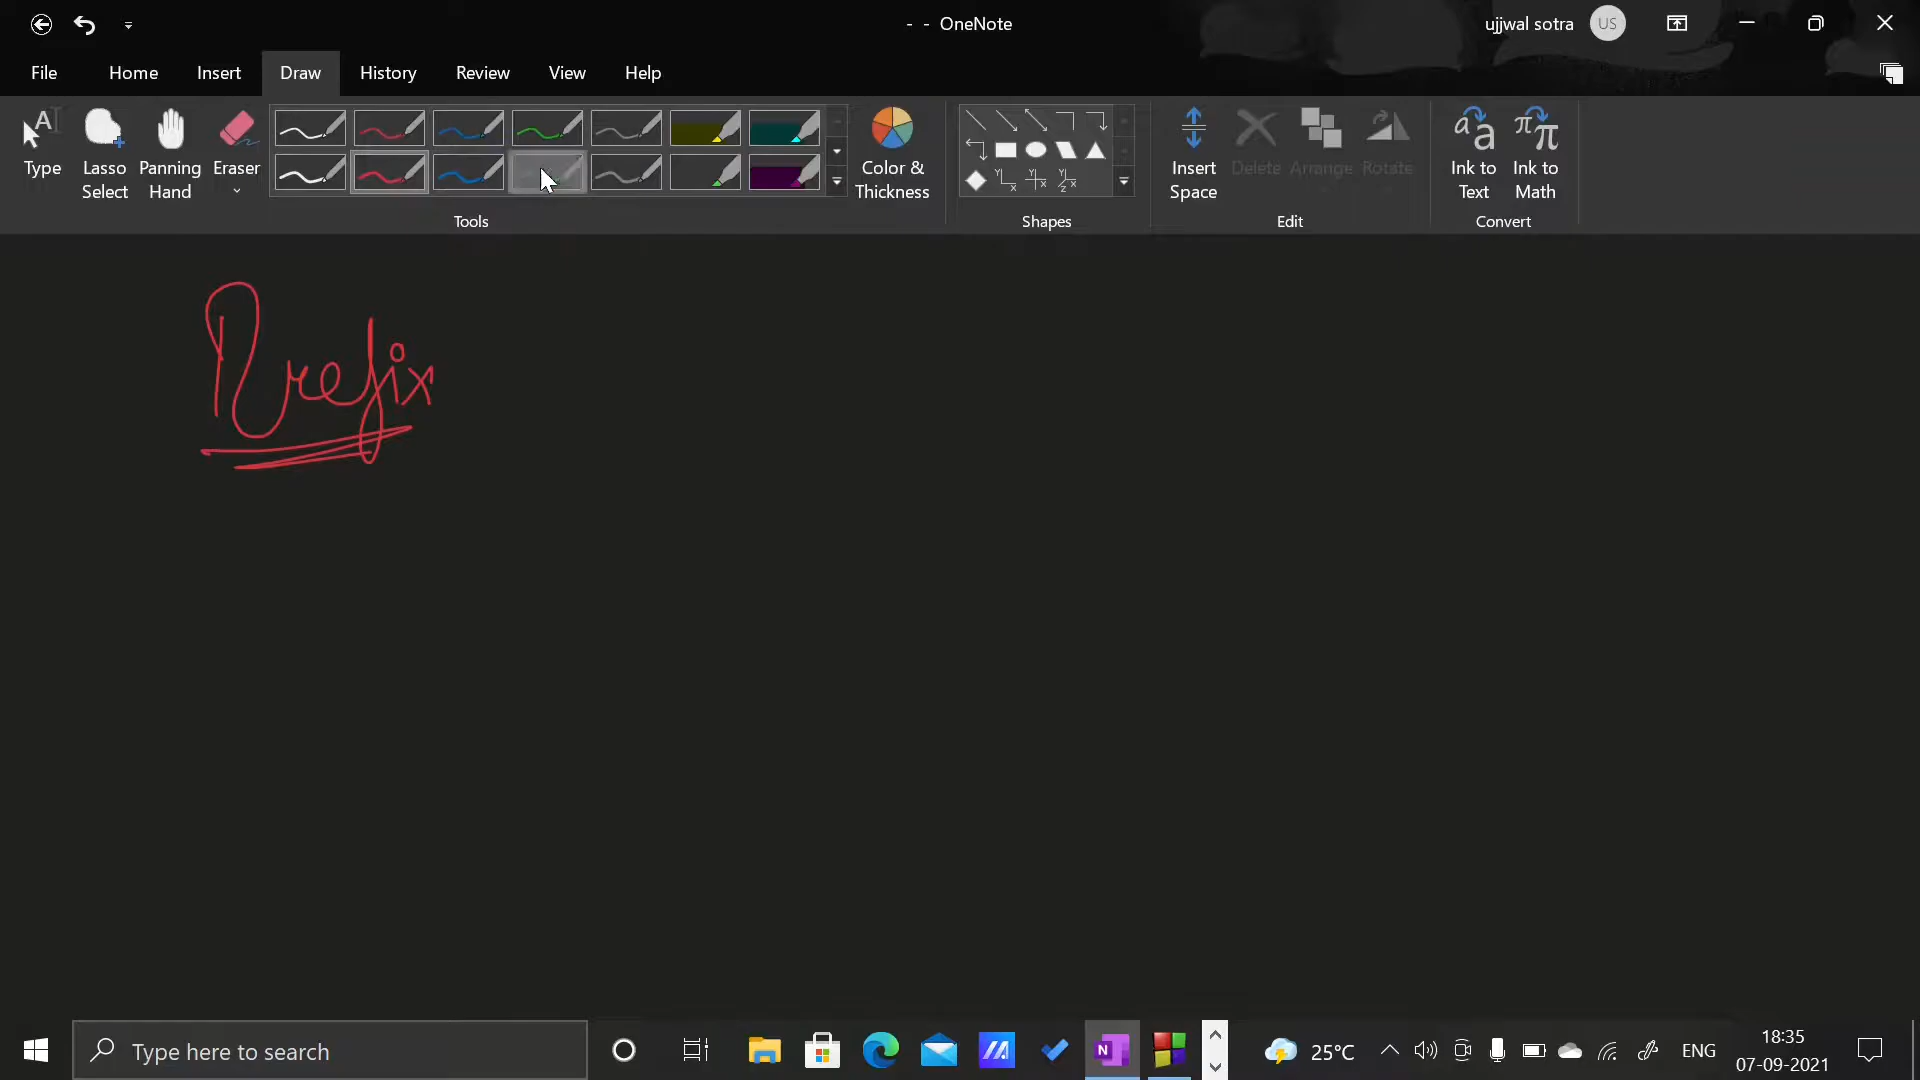 - - OneNote
ujjwal sotra
US
File
Home
Insert
Draw
History
Review
View
Help
Type
Lasso
Select
Panning
Hand
Eraser
Color &
Thickness
Insert
Space
Delete
Arrange
Rotate
Ink to
Text
Ink to
Math
Tools
Shapes
Edit
Convert
Prefix
Type here to search
25°C
ENG
18:35
07-09-2021